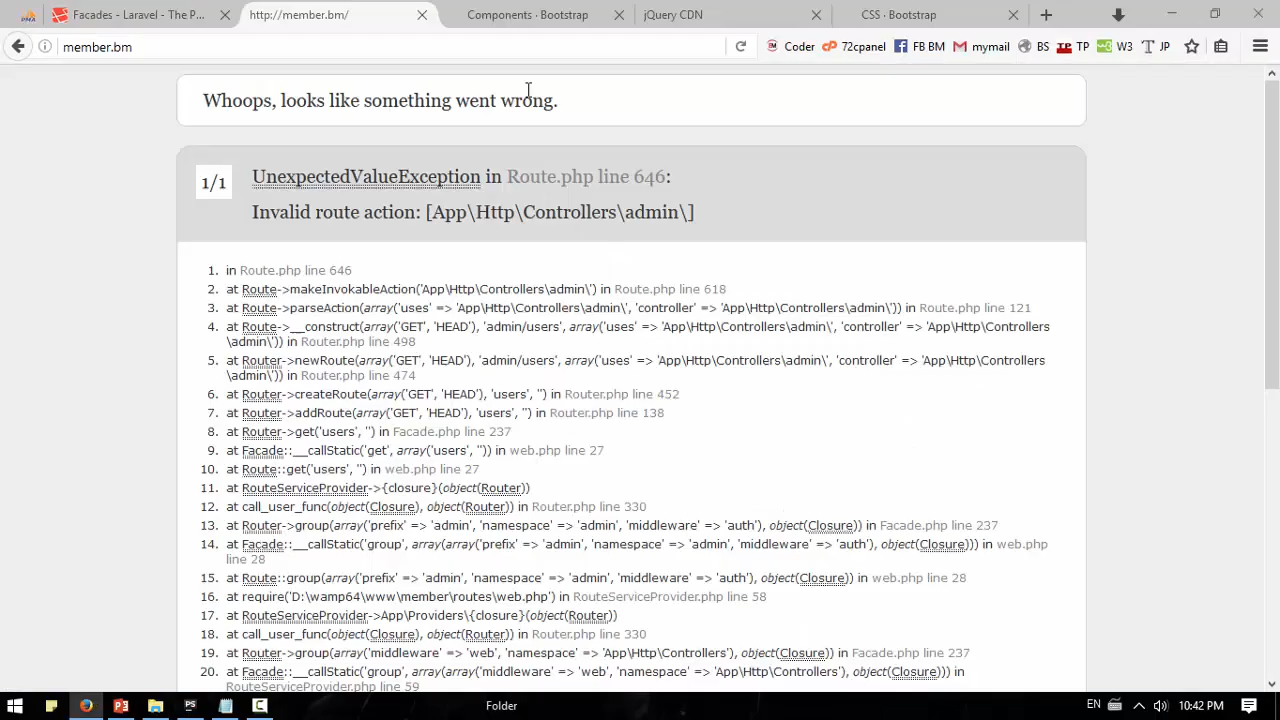 Facades - Laravel - The P...
http://member.bm/
Components · Bootstrap
jQuery CDN
CSS · Bootstrap
member.bm
Coder
72cpanel
FB BM
mymail
BS
TP
W3
JP
Whoops, looks like something went wrong.
1/1
UnexpectedValueException in Route.php line 646:
Invalid route action: [App\Http\Controllers\admin\]
1. in Route.php line 646
2. at Route->makeInvokableAction('App\Http\Controllers\admin\') in Route.php line 618
3. at Route->parseAction(array('uses' => 'App\Http\Controllers\admin\', 'controller' => 'App\Http\Controllers\admin\')) in Route.php line 121
4. at Route->__construct(array('GET', 'HEAD'), 'admin/users', array('uses' => 'App\Http\Controllers\admin\', 'controller' => 'App\Http\Controllers
\admin\')) in Router.php line 498
5. at Router->newRoute(array('GET', 'HEAD'), 'admin/users', array('uses' => 'App\Http\Controllers\admin\', 'controller' => 'App\Http\Controllers
\admin\')) in Router.php line 474
6. at Router->createRoute(array('GET', 'HEAD'), 'users', '') in Router.php line 452
7. at Router->addRoute(array('GET', 'HEAD'), 'users', '') in Router.php line 138
8. at Router->get('users', '') in Facade.php line 237
9. at Facade::__callStatic('get', array('users', '')) in web.php line 27
10. at Route::get('users', '') in web.php line 27
11. at RouteServiceProvider->{closure}(object(Router))
12. at call_user_func(object(Closure), object(Router)) in Router.php line 330
13. at Router->group(array('prefix' => 'admin', 'namespace' => 'admin', 'middleware' => 'auth'), object(Closure)) in Facade.php line 237
14. at Facade::__callStatic('group', array(array('prefix' => 'admin', 'namespace' => 'admin', 'middleware' => 'auth'), object(Closure))) in web.php
line 28
15. at Route::group(array('prefix' => 'admin', 'namespace' => 'admin', 'middleware' => 'auth'), object(Closure)) in web.php line 28
16. at require('D:\wamp64\www\member\routes\web.php') in RouteServiceProvider.php line 58
17. at RouteServiceProvider->App\Providers\{closure}(object(Router))
18. at call_user_func(object(Closure), object(Router)) in Router.php line 330
19. at Router->group(array('middleware' => 'web', 'namespace' => 'App\Http\Controllers'), object(Closure)) in Facade.php line 237
20. at Facade::__callStatic('group', array(array('middleware' => 'web', 'namespace' => 'App\Http\Controllers'), object(Closure))) in
RouteServiceProvider.php line 59
Folder
EN
10:42 PM